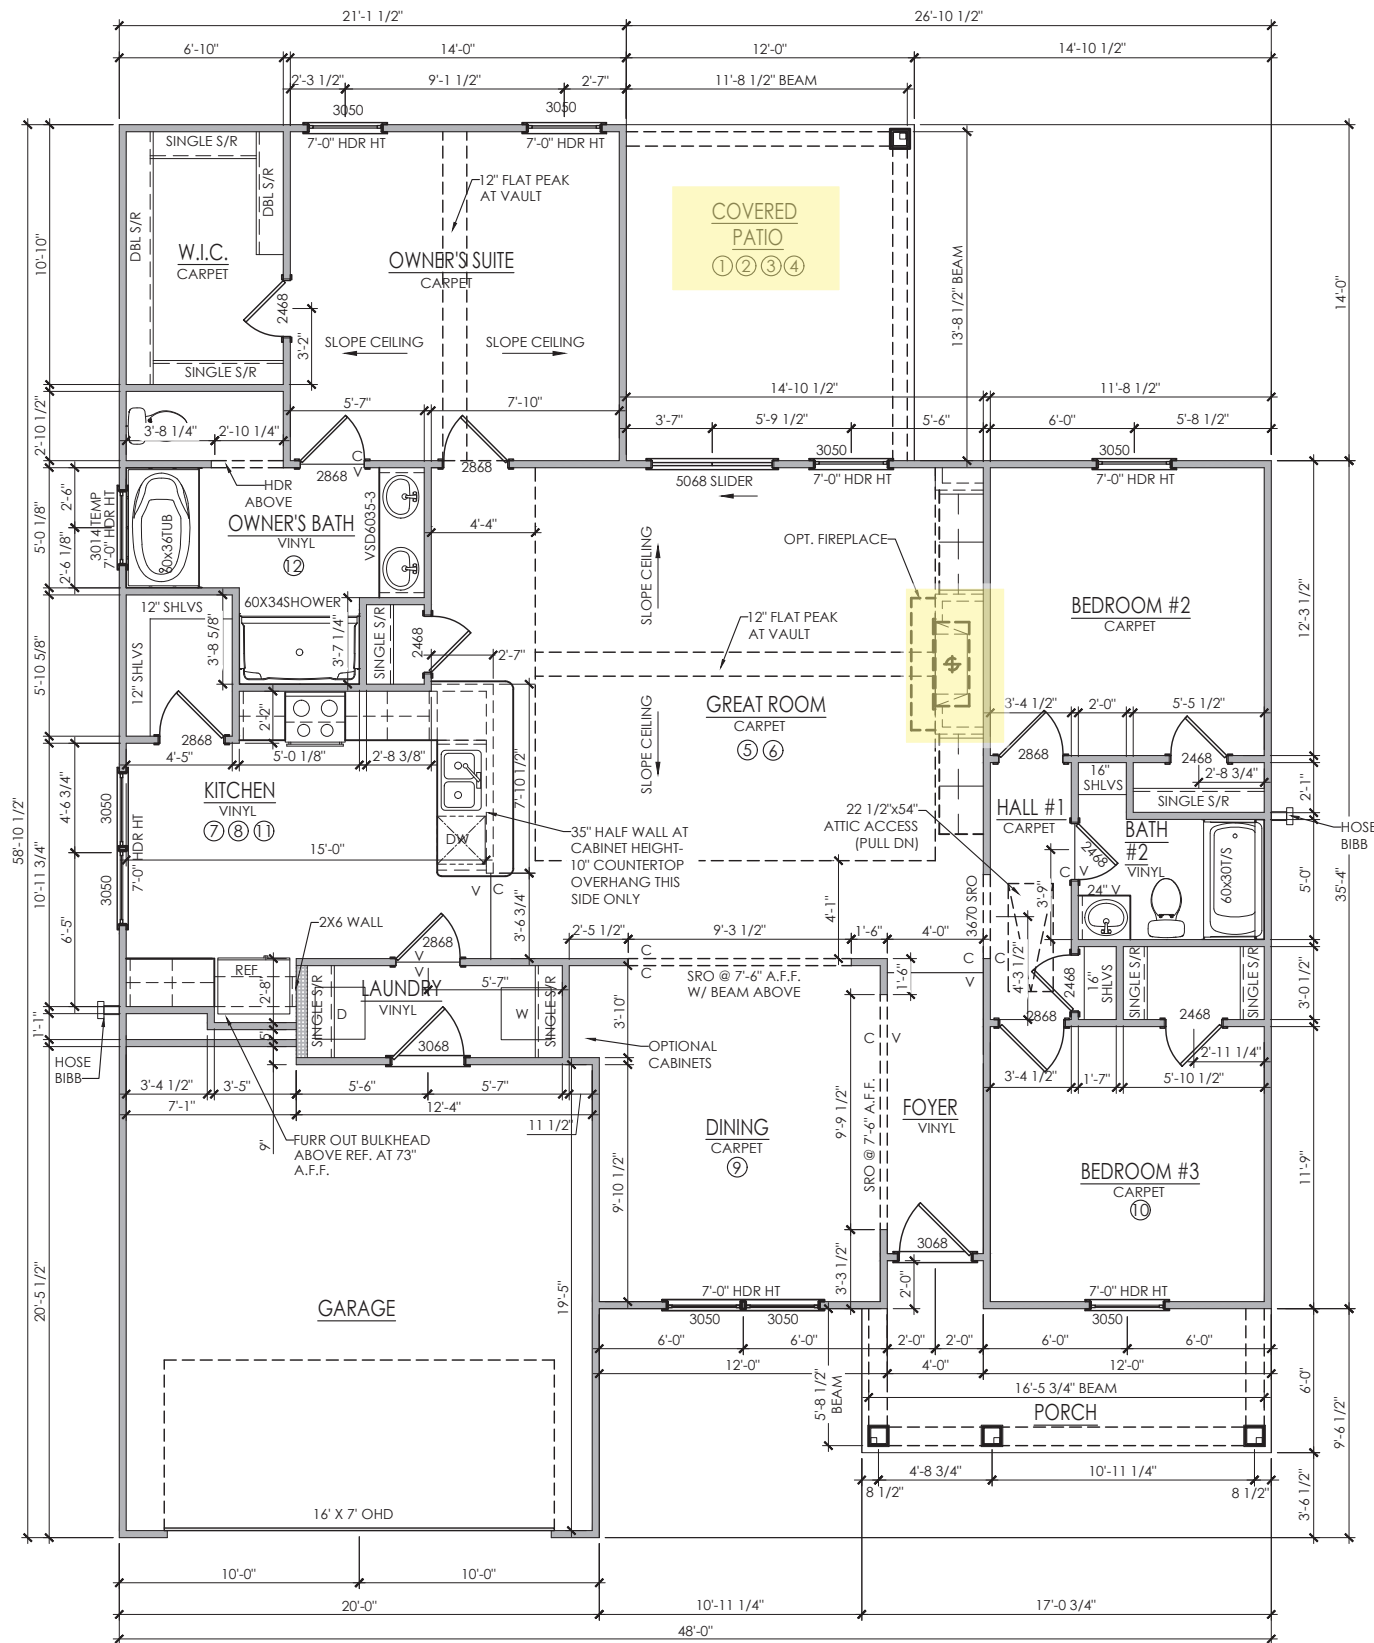 21'-1 1/2"
26'-10 1/2"
6'-10"
14'-0"
12'-0"
14'-10 1/2"
2'-3 1/2"
9'-1 1/2"
2'-7"
11'-8 1/2" BEAM
3050
3050
SINGLE S/R
7'-0" HDR HT
7'-0" HDR HT
DBL S/R
DBL S/R
12" FLAT PEAK
AT VAULT
COVERED
PATIO
1 2 3 4
W.I.C.
CARPET
OWNER'S SUITE
CARPET
10'-10"
2468
3'-2"
13'-8 1/2" BEAM
14'-0"
SLOPE CEILING
SLOPE CEILING
SINGLE S/R
14'-10 1/2"
11'-8 1/2"
2'-10 1/2"
5'-7"
7'-10"
3'-8 1/4"
2'-10 1/4"
3'-7"
5'-9 1/2"
5'-6"
6'-0"
5'-8 1/2"
C
V
2868
2868
3050
3050
HDR
ABOVE
5068 SLIDER
7'-0" HDR HT
7'-0" HDR HT
5'-0 1/8"
2'-6"
2'-6 1/8"
3014 TEMP
7'-0" HDR HT
60x36TUB
OWNER'S BATH
VINYL
12
VSD6035-3
4'-4"
SLOPE CEILING
OPT. FIREPLACE
12" SHLVS
60X34SHOWER
12" SHLVS
3'-8 5/8"
3'-7 1/4"
SINGLE S/R
2468
2'-7"
12" FLAT PEAK
AT VAULT
BEDROOM #2
CARPET
12'-3 1/2"
5'-10 5/8"
2'-2"
GREAT ROOM
CARPET
5 6
SLOPE CEILING
3'-4 1/2"
2'-0"
5'-5 1/2"
2868
4'-5"
5'-0 1/8"
2'-8 3/8"
2868
2468
KITCHEN
VINYL
7 8 11
7'-10 1/2"
16"
SHLVS
2'-8 3/4"
SINGLE S/R
2'-1"
58'-10 1/2"
4'-6 3/4"
3050
7'-0" HDR HT
22 1/2"x54"
ATTIC ACCESS
(PULL DN)
HALL #1
CARPET
BATH
#2
VINYL
HOSE
BIBB
DW
15'-0"
35" HALF WALL AT
CABINET HEIGHT-
10" COUNTERTOP
OVERHANG THIS
SIDE ONLY
10'-11 3/4"
3050
6'-5"
V C
2468
C V
24" V
60x30T/S
5'-0"
35'-4"
3'-9"
3670 SRO
4'-1"
3'-6 3/4"
2X6 WALL
2868
V
2'-5 1/2"
9'-3 1/2"
1'-6"
4'-0"
C
C
C C
V
REF
2'-8"
5'-7"
LAUNDRY
VINYL
SINGLE S/R
D
W
SINGLE S/R
SRO @ 7'-6" A.F.F.
W/ BEAM ABOVE
1'-6"
4'-3 1/2"
2468
16"
SHLVS
SINGLE S/R
SINGLE S/R
3'-0 1/2"
1'-1"
5"
3068
3'-10"
OPTIONAL
CABINETS
C V
2868
2468
HOSE
BIBB
2'-11 1/4"
3'-4 1/2"
3'-5"
5'-6"
5'-7"
3'-4 1/2"
1'-7"
5'-10 1/2"
7'-1"
12'-4"
11 1/2"
9"
FURR OUT BULKHEAD
ABOVE REF. AT 73"
A.F.F.
9'-9 1/2"
SRO @ 7'-6" A.F.F.
FOYER
VINYL
DINING
CARPET
9
9'-10 1/2"
BEDROOM #3
CARPET
10
11'-9"
3068
3'-3 1/2"
2'-0"
20'-5 1/2"
GARAGE
19'-5"
7'-0" HDR HT
7'-0" HDR HT
3050
3050
3050
6'-0"
6'-0"
2'-0"
2'-0"
6'-0"
6'-0"
12'-0"
4'-0"
12'-0"
5'-8 1/2"
BEAM
16'-5 3/4" BEAM
PORCH
6'-0"
9'-6 1/2"
4'-8 3/4"
10'-11 1/4"
8 1/2"
8 1/2"
3'-6 1/2"
16' X 7' OHD
10'-0"
10'-0"
20'-0"
10'-11 1/4"
17'-0 3/4"
48'-0"